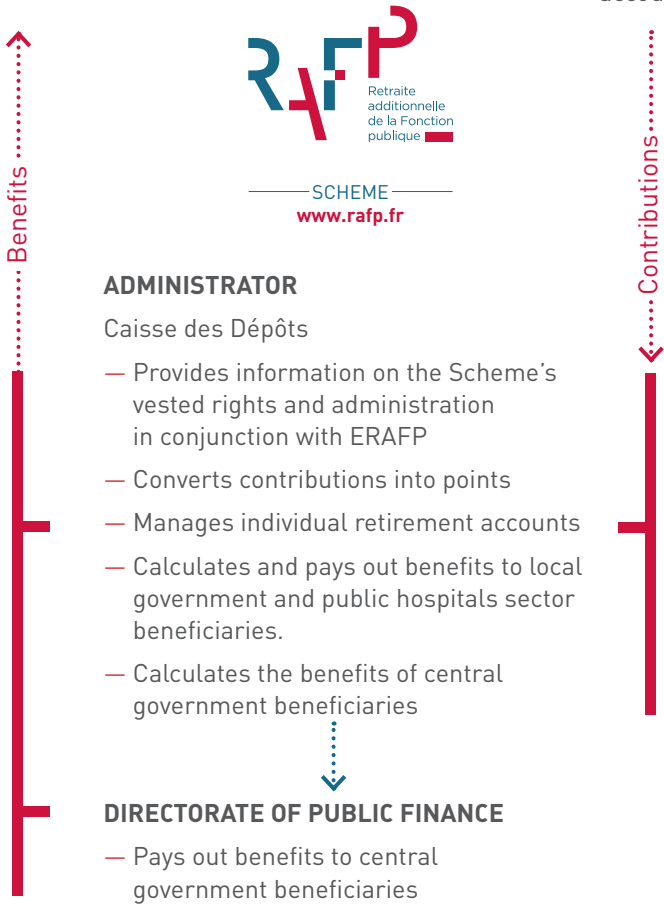 RAFP
Retraite
additionnelle
de la Fonction
publique
SCHEME
www.rafp.fr
Benefits
Contributions
ADMINISTRATOR
Caisse des Dépôts
— Provides information on the Scheme’s
vested rights and administration
in conjunction with ERAFP
— Converts contributions into points
— Manages individual retirement accounts
— Calculates and pays out benefits to local
government and public hospitals sector
beneficiaries.
— Calculates the benefits of central
government beneficiaries
DIRECTORATE OF PUBLIC FINANCE
— Pays out benefits to central
government beneficiaries